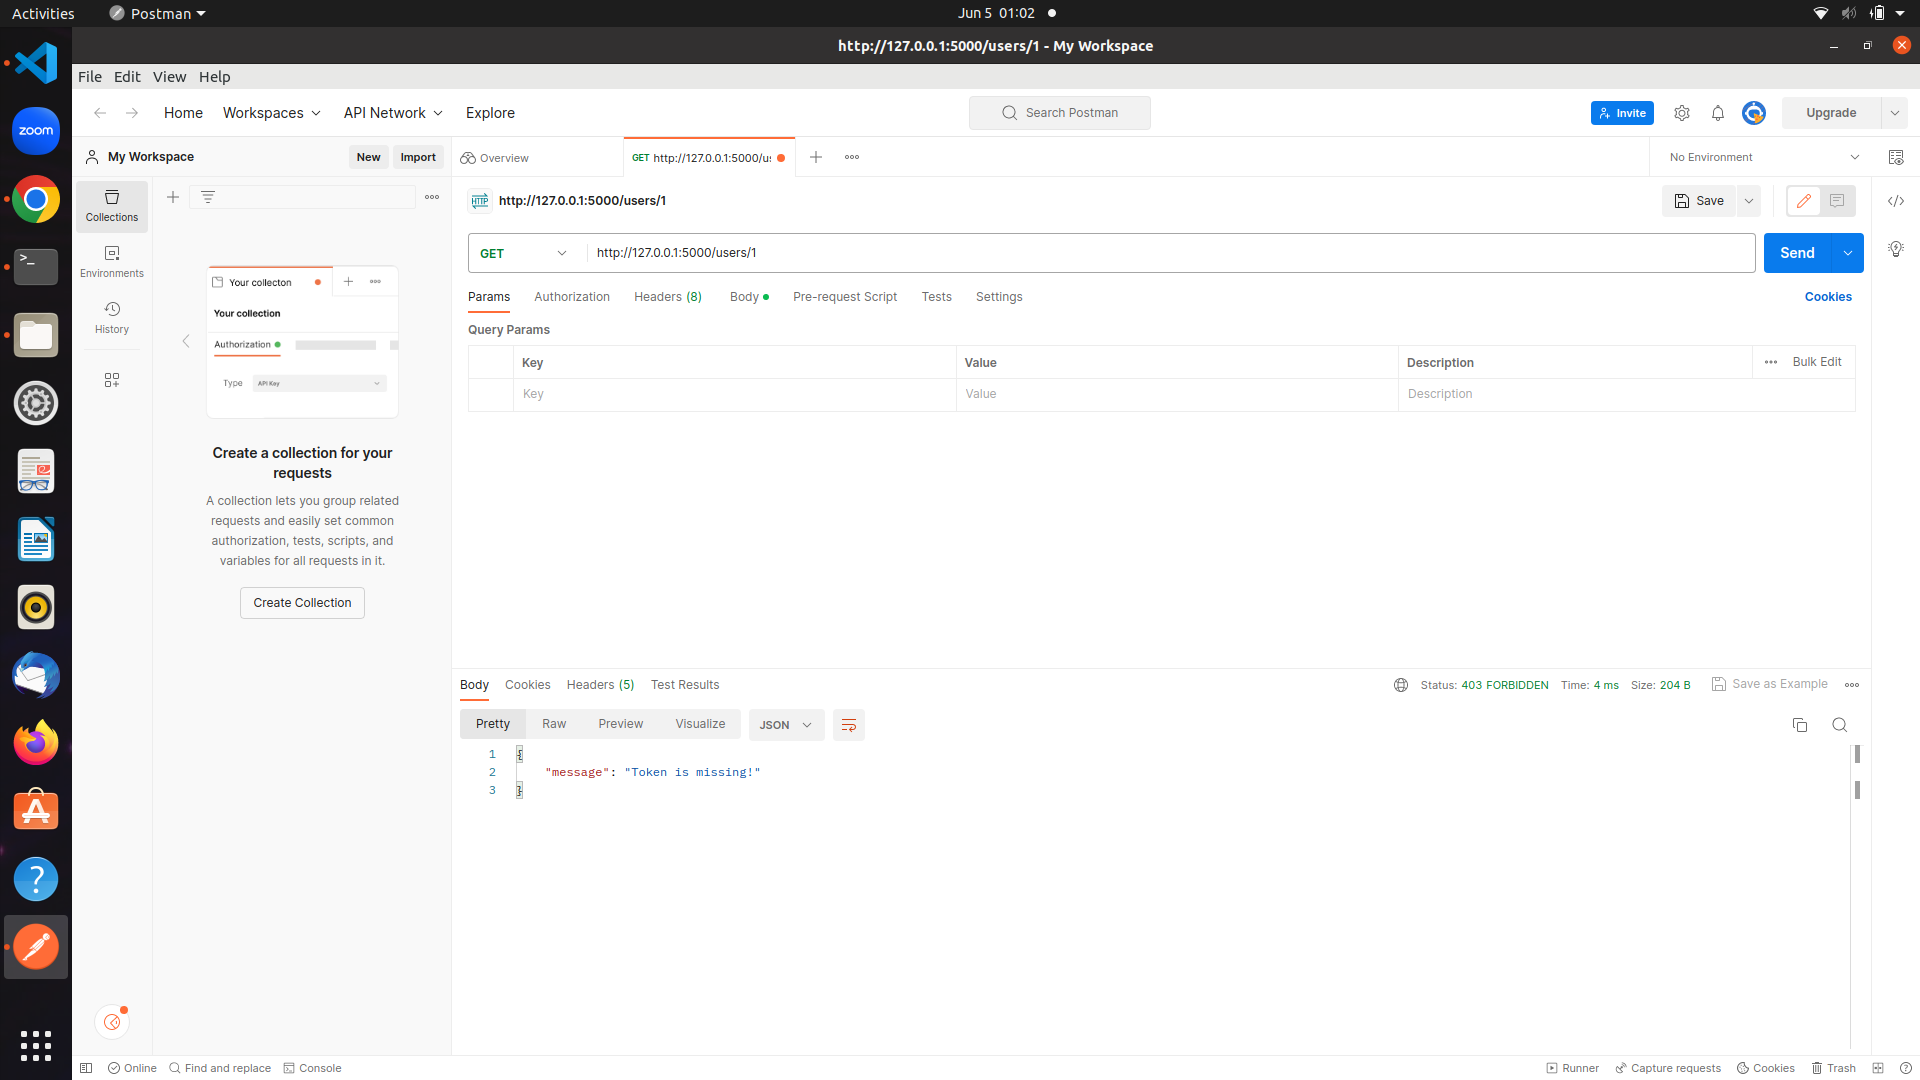 Activities Postman Jun 5 01:02
http://127.0.0.1:5000/users/1 - My Workspace
File Edit View Help
Home Workspaces API Network Explore Search Postman Invite Upgrade
My Workspace New Import Overview GET http://127.0.0.1:5000/us No Environment
Collections
Environments
History
Your collecton
Your collection
Authorization
Type API Key
Create a collection for your
requests
A collection lets you group related
requests and easily set common
authorization, tests, scripts, and
variables for all requests in it.
Create Collection
HTTP http://127.0.0.1:5000/users/1 Save
GET http://127.0.0.1:5000/users/1 Send
Params Authorization Headers (8) Body Pre-request Script Tests Settings Cookies
Query Params
Key Value Description Bulk Edit
Key Value Description
Body Cookies Headers (5) Test Results Status: 403 FORBIDDEN Time: 4 ms Size: 204 B Save as Example
Pretty Raw Preview Visualize JSON
1 {
2 "message": "Token is missing!"
3 }
zoom
Online Find and replace Console Runner Capture requests Cookies Trash